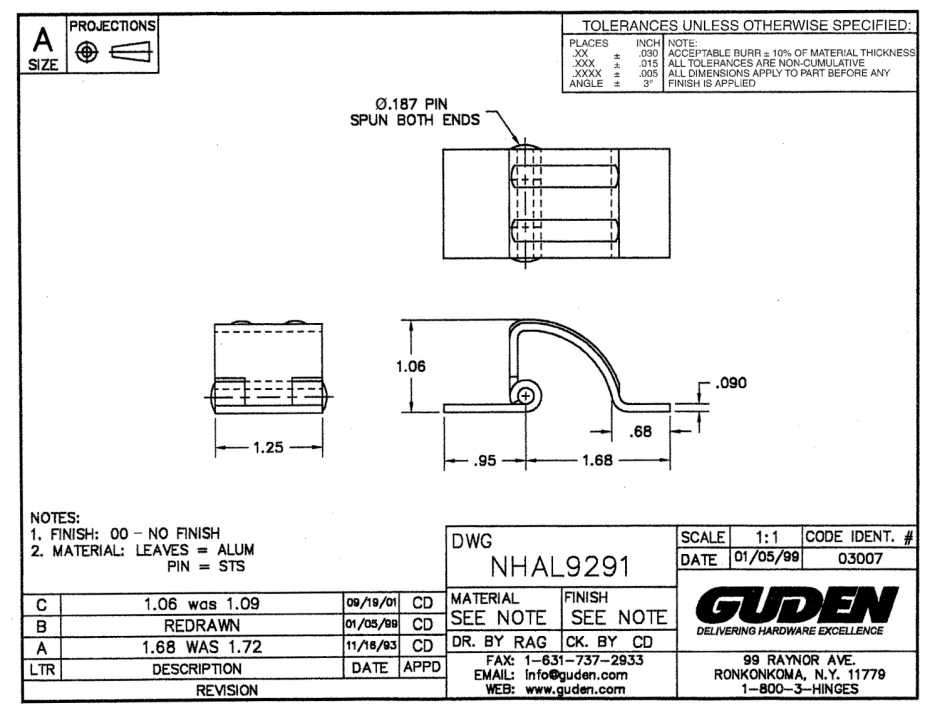 A
SIZE
PROJECTIONS
TOLERANCES UNLESS OTHERWISE SPECIFIED:
PLACES INCH
.XX ± .030
.XXX ± .015
.XXXX ± .005
ANGLE ± 3°
NOTE:
ACCEPTABLE BURR ± 10% OF MATERIAL THICKNESS
ALL TOLERANCES ARE NON-CUMULATIVE
ALL DIMENSIONS APPLY TO PART BEFORE ANY
FINISH IS APPLIED
Ø.187 PIN
SPUN BOTH ENDS
1.06
.090
.68
1.25
.95
1.68
NOTES:
1. FINISH: 00 - NO FINISH
2. MATERIAL: LEAVES = ALUM
PIN = STS
C 1.06 was 1.09 09/19/01 CD
B REDRAWN 01/05/99 CD
A 1.68 WAS 1.72 11/16/93 CD
LTR DESCRIPTION DATE APPD
REVISION
DWG
NHAL9291
MATERIAL
SEE NOTE
FINISH
SEE NOTE
DR. BY RAG CK. BY CD
FAX: 1-631-737-2933
EMAIL: info@guden.com
WEB: www.guden.com
SCALE 1:1 CODE IDENT. #
DATE 01/05/99 03007
GUDEN
DELIVERING HARDWARE EXCELLENCE
99 RAYNOR AVE.
RONKONKOMA, N.Y. 11779
1-800-3-HINGES